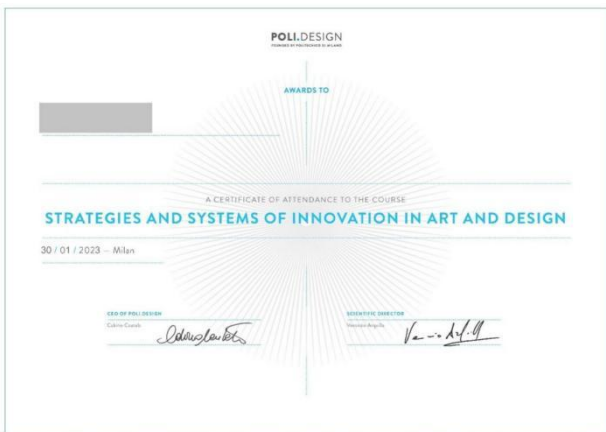 POLI.DESIGN
FOUNDED BY POLITECNICO DI MILANO
AWARDS TO
A CERTIFICATE OF ATTENDANCE TO THE COURSE
STRATEGIES AND SYSTEMS OF INNOVATION IN ART AND DESIGN
30 / 01 / 2023 — Milan
CEO OF POLI.DESIGN
SCIENTIFIC DIRECTOR